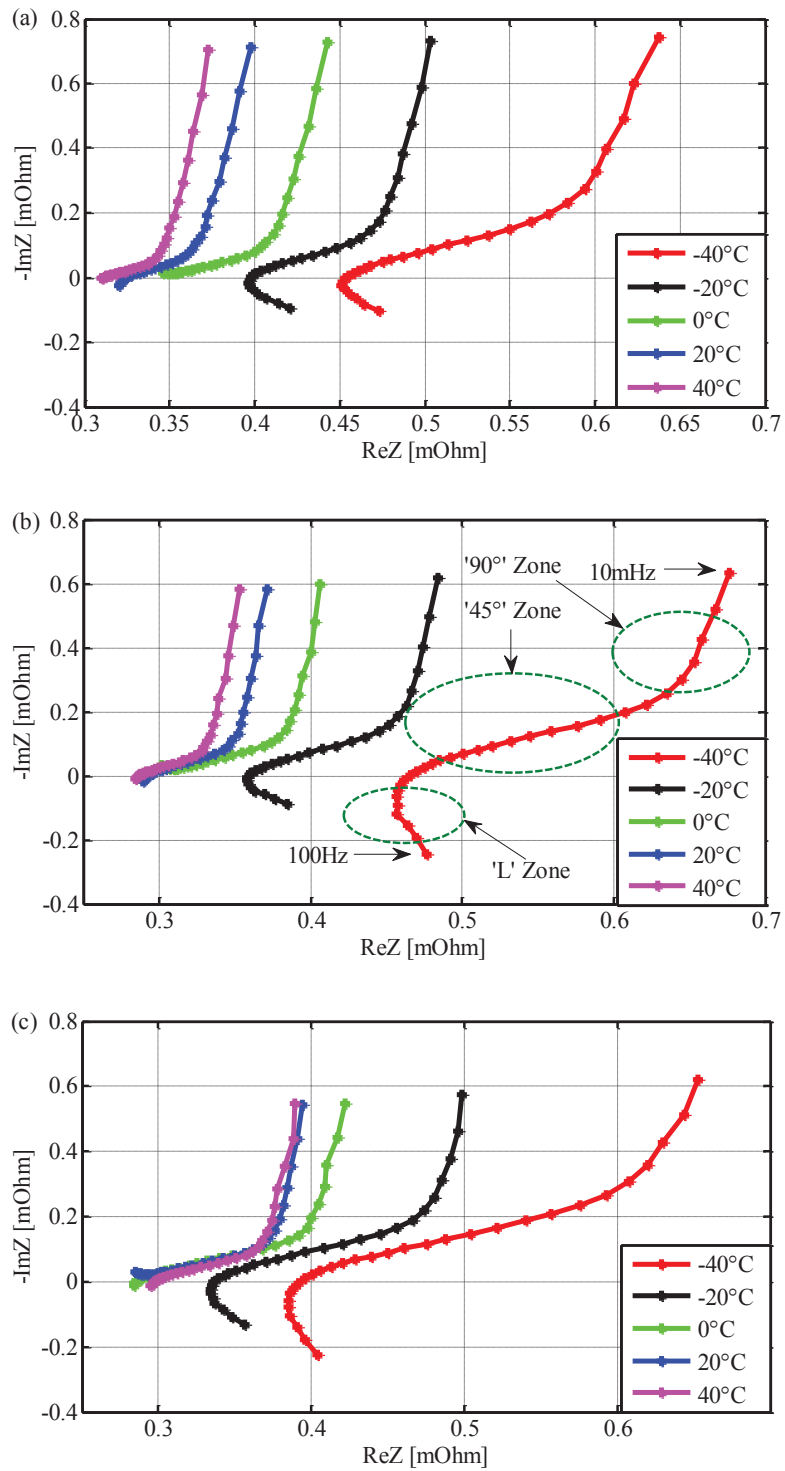 (a)
0.8
0.6
0.4
0.2
0
-0.2
-0.4
-ImZ [mOhm]
0.3
0.35
0.4
0.45
0.5
0.55
0.6
0.65
0.7
ReZ [mOhm]
-40°C
-20°C
0°C
20°C
40°C
(b)
0.8
0.6
0.4
0.2
0
-0.2
-0.4
-ImZ [mOhm]
0.3
0.4
0.5
0.6
0.7
ReZ [mOhm]
'90°' Zone
10mHz
'45°' Zone
100Hz
'L' Zone
-40°C
-20°C
0°C
20°C
40°C
(c)
0.8
0.6
0.4
0.2
0
-0.2
-0.4
-ImZ [mOhm]
0.3
0.4
0.5
0.6
ReZ [mOhm]
-40°C
-20°C
0°C
20°C
40°C